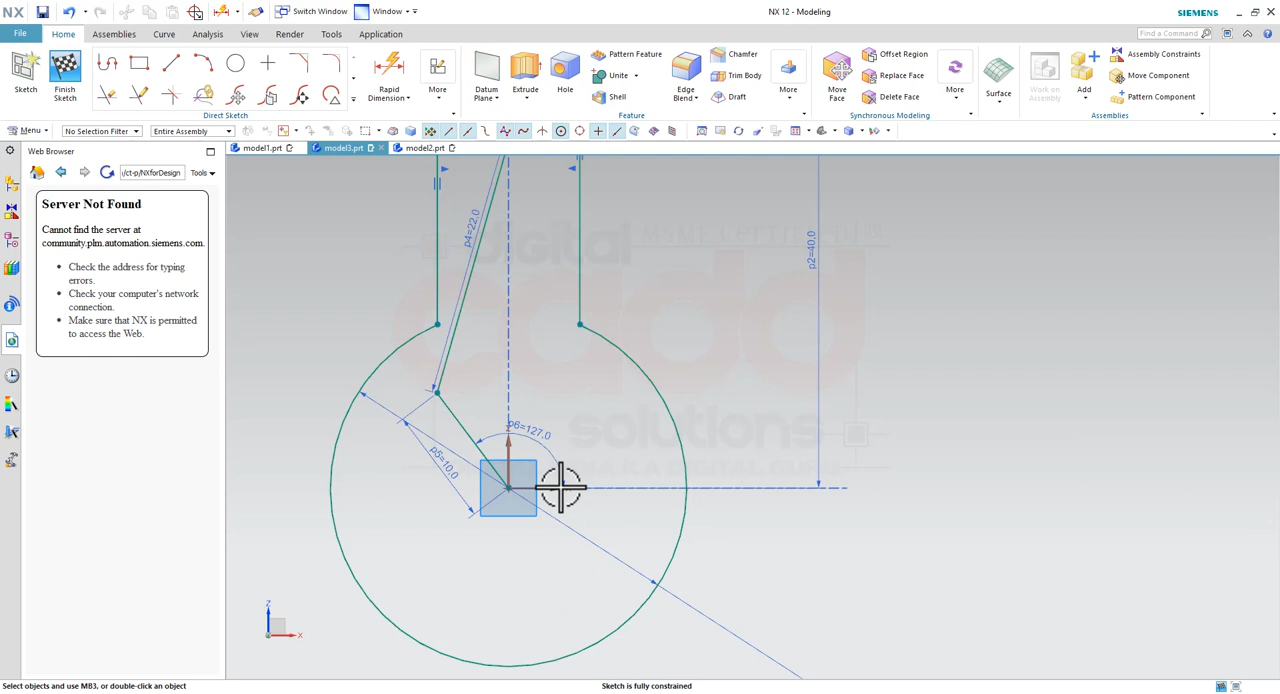 NX
Switch Window
Window
NX 12 - Modeling
SIEMENS
File
Home
Assemblies
Curve
Analysis
View
Render
Tools
Application
Find a Command
Sketch
Finish Sketch
Rapid Dimension
More
Direct Sketch
Datum Plane
Extrude
Hole
Pattern Feature
Unite
Shell
Edge Blend
Chamfer
Trim Body
Draft
More
Feature
Move Face
Offset Region
Replace Face
Delete Face
More
Synchronous Modeling
Surface
Work on Assembly
Add
Assembly Constraints
Move Component
Pattern Component
Assemblies
Menu
No Selection Filter
Entire Assembly
Web Browser
model1.prt
model3.prt
model2.prt
i/ct-p/NXforDesign
Tools
Server Not Found
Cannot find the server at
community.plm.automation.siemens.com.
Check the address for typing
errors.
Check your computer's network
connection.
Make sure that NX is permitted
to access the Web.
digital
cadd
solutions
p4=22.0
p2=40.0
p6=127.0
p5=10.0
Z
X
Select objects and use MB3, or double-click an object
Sketch is fully constrained